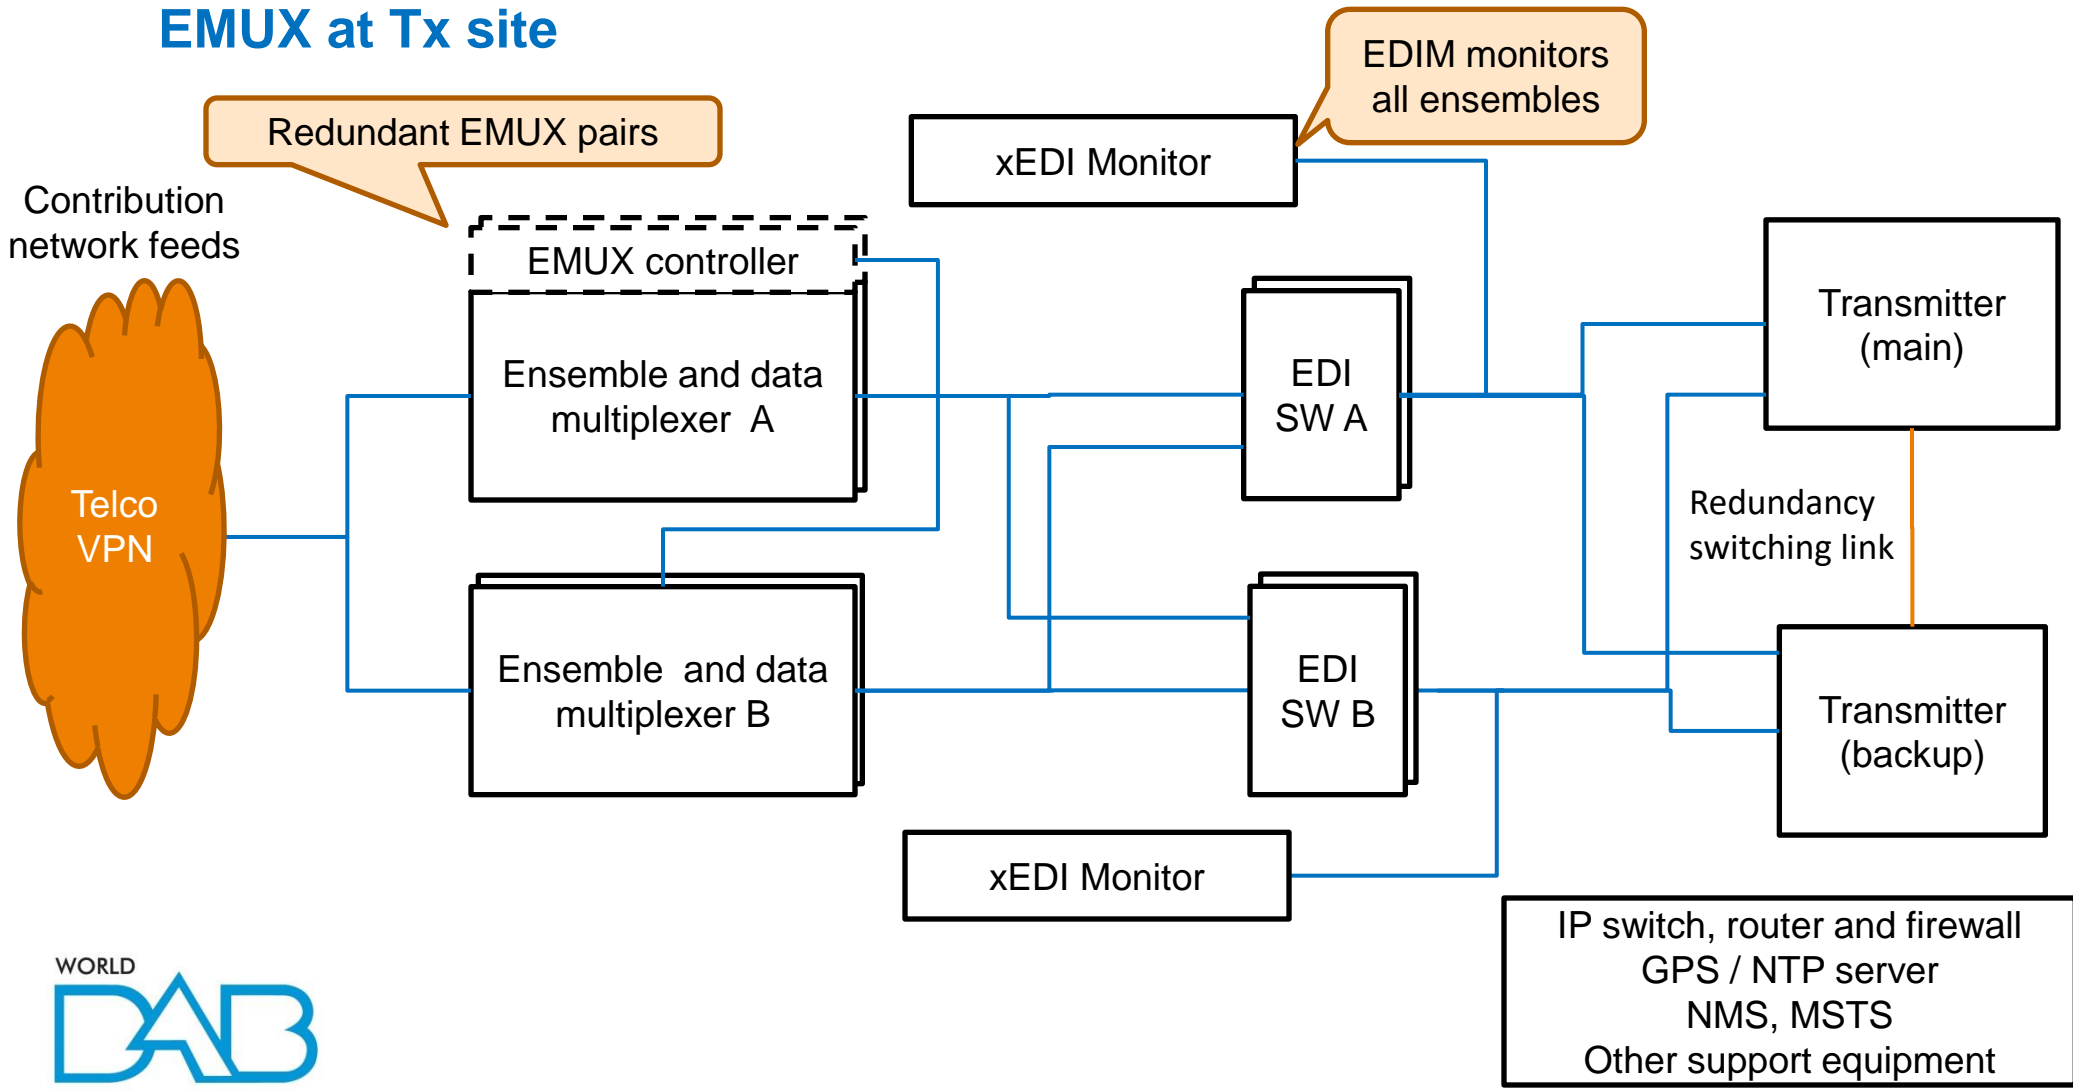 EMUX at Tx site
EDIM monitors
all ensembles
Redundant EMUX pairs
xEDI Monitor
Contribution
network feeds
EMUX controller
Transmitter
(main)
Ensemble and data
multiplexer A
EDI
SW A
Telco
VPN
Redundancy
switching link
Ensemble and data
multiplexer B
EDI
SW B
Transmitter
(backup)
xEDI Monitor
IP switch, router and firewall
GPS / NTP server
NMS, MSTS
Other support equipment
WORLD
DAB